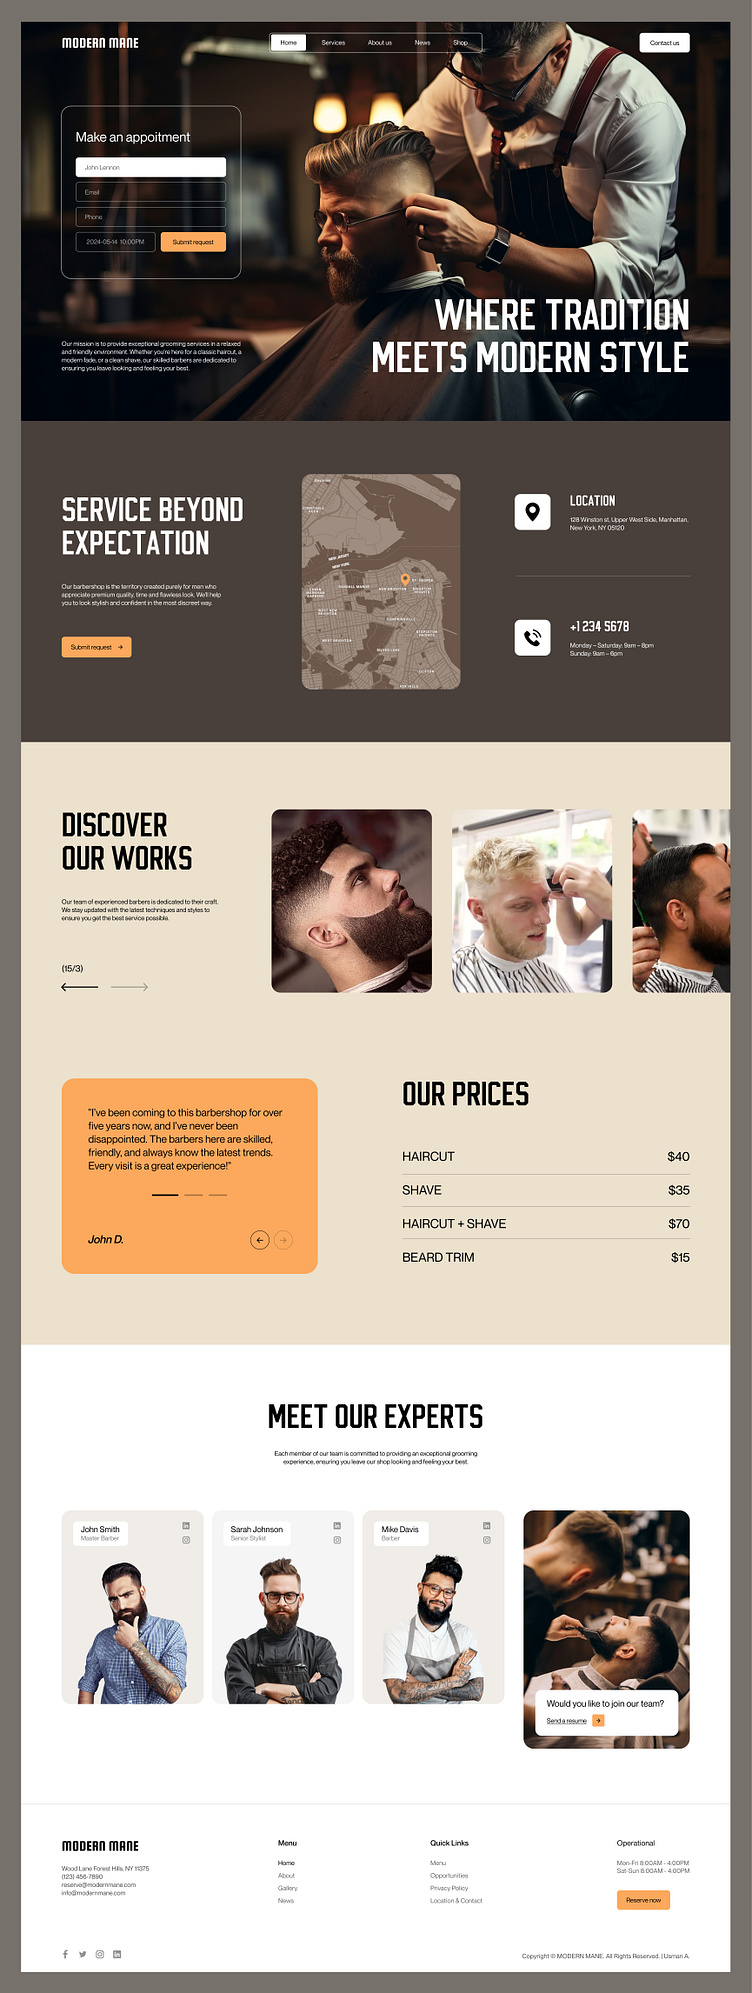 MODERN MANE
Home
Services
About us
News
Shop
Contact us
Make an appoitment
John Lennon
Email
Phone
2024-05-14 10:00PM
Submit request
WHERE TRADITION
MEETS MODERN STYLE
Our mission is to provide exceptional grooming services in a relaxed
and friendly environment. Whether you're here for a classic haircut, a
modern fade, or a clean shave, our skilled barbers are dedicated to
ensuring you leave looking and feeling your best.
SERVICE BEYOND
EXPECTATION
Our barbershop is the territory created purely for men who
appreciate premium quality, time and flawless look. We'll help
you to look stylish and confident in the most discreet way.
Submit request
NEW JERSEY
NEW YORK
NEW BRIGHTON
WEST BRIGHTON
CLIFTON
LOCATION
128 Winston st, Upper West Side, Manhattan,
New York, NY 05120
+1 234 5678
Monday – Saturday: 9am – 8pm
Sunday: 9am – 6pm
DISCOVER
OUR WORKS
Our team of experienced barbers is dedicated to their craft.
We stay updated with the latest techniques and styles to
ensure you get the best service possible.
(15/3)
"I've been coming to this barbershop for over
five years now, and I've never been
disappointed. The barbers here are skilled,
friendly, and always know the latest trends.
Every visit is a great experience!"
John D.
OUR PRICES
HAIRCUT $40
SHAVE $35
HAIRCUT + SHAVE $70
BEARD TRIM $15
MEET OUR EXPERTS
Each member of our team is committed to providing an exceptional grooming
experience, ensuring you leave our shop looking and feeling your best.
John Smith
Master Barber
Sarah Johnson
Senior Stylist
Mike Davis
Barber
Would you like to join our team?
Send a resume
MODERN MANE
Wood Lane Forest Hills, NY 11375
(123) 456-7890
reserve@modernmane.com
info@modernmane.com
Menu
Home
About
Gallery
News
Quick Links
Menu
Opportunities
Privacy Policy
Location & Contact
Operational
Mon-Fri 8:00AM - 4:00PM
Sat-Sun 8:00AM - 4:00PM
Reserve now
Copyright © MODERN MANE. All Rights Reserved. | Usman A.